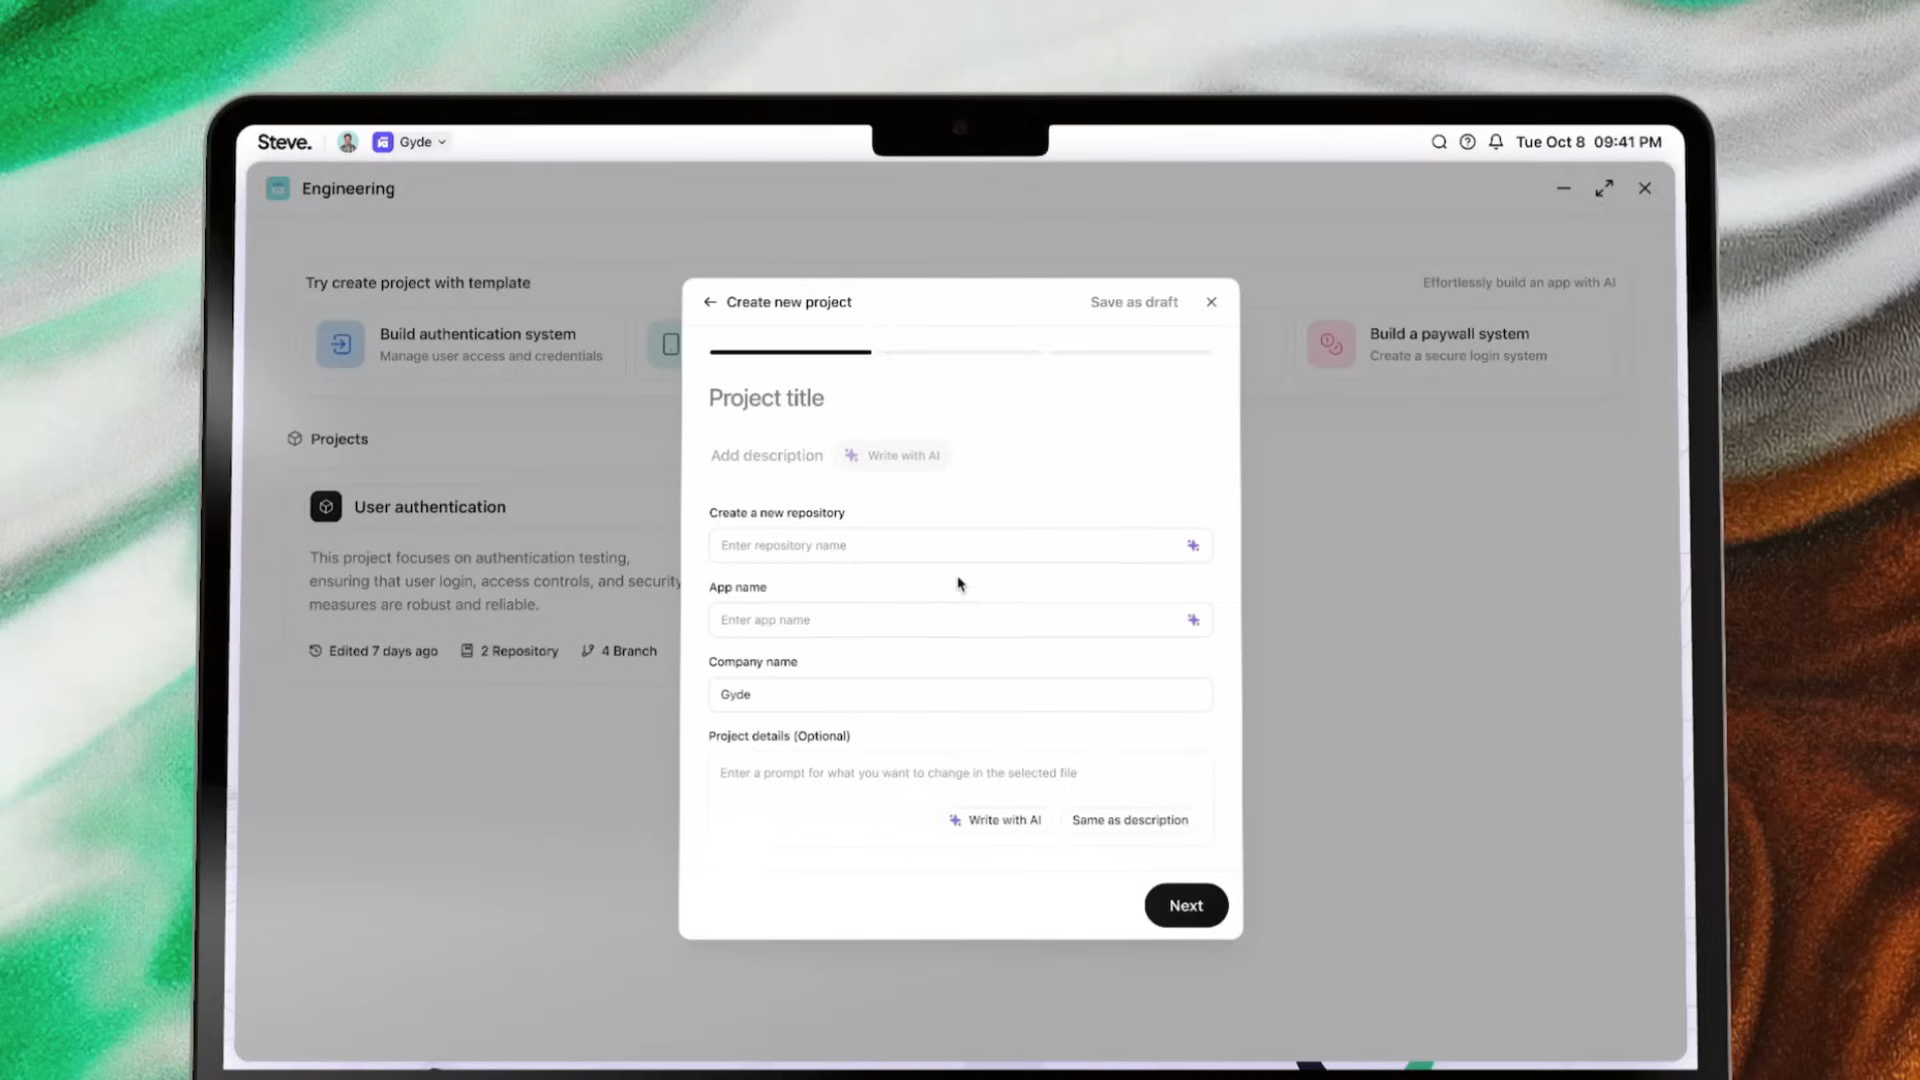 Steve.
Gyde
Tue Oct 8 09:41 PM
Engineering
Try create project with template
Effortlessly build an app with AI
Build authentication system
Manage user access and credentials
Build a paywall system
Create a secure login system
Projects
User authentication
This project focuses on authentication testing,
ensuring that user login, access controls, and security
measures are robust and reliable.
Edited 7 days ago
2 Repository
4 Branch
Create new project
Save as draft
Project title
Add description
Write with AI
Create a new repository
Enter repository name
App name
Enter app name
Company name
Gyde
Project details (Optional)
Enter a prompt for what you want to change in the selected file
Write with AI
Same as description
Next